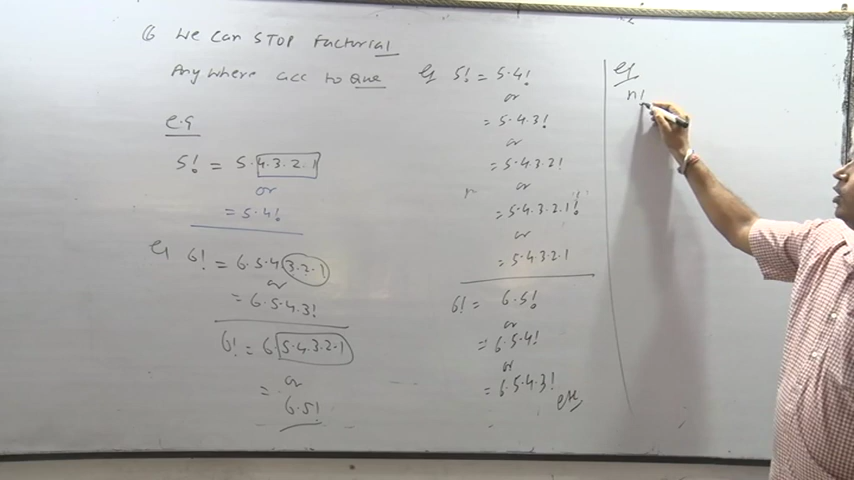 6 We can STOP Factorial
Anywhere acc to Que
e.g
5! = 5·4·3·2·1
or
= 5·4!
eg 6! = 6·5·4·3·2·1
or
= 6·5·4·3!
6! = 6·5·4·3·2·1
or
= 6·5!
eg 5! = 5·4!
or
= 5·4·3!
or
= 5·4·3·2!
or
n
= 5·4·3·2·1!
or
= 5·4·3·2·1
6! = 6·5!
or
= 6·5·4!
or
= 6·5·4·3!
etc
eg
n!